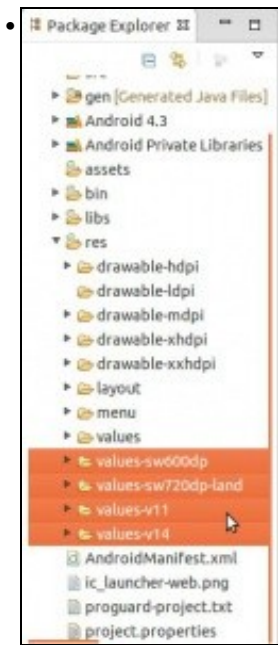 Package Explorer
gen [Generated Java Files]
Android 4.3
Android Private Libraries
assets
bin
libs
res
drawable-hdpi
drawable-ldpi
drawable-mdpi
drawable-xhdpi
drawable-xxhdpi
layout
menu
values
values-sw600dp
values-sw720dp-land
values-v11
values-v14
AndroidManifest.xml
ic_launcher-web.png
proguard-project.txt
project.properties